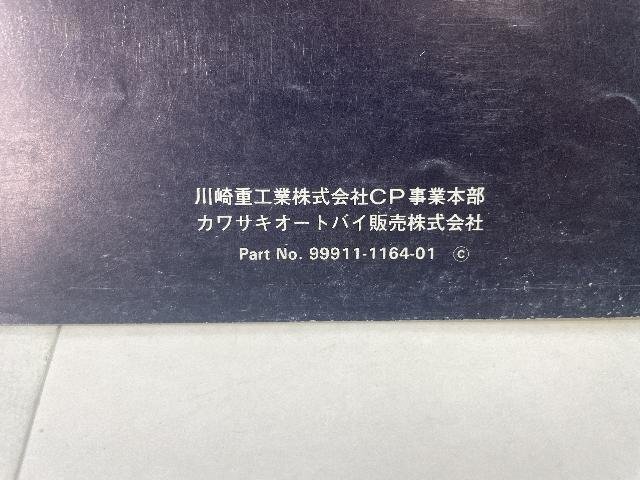 川崎重工業株式会社CP事業本部
カワサキオートバイ販売株式会社
Part No. 99911-1164-01 ©